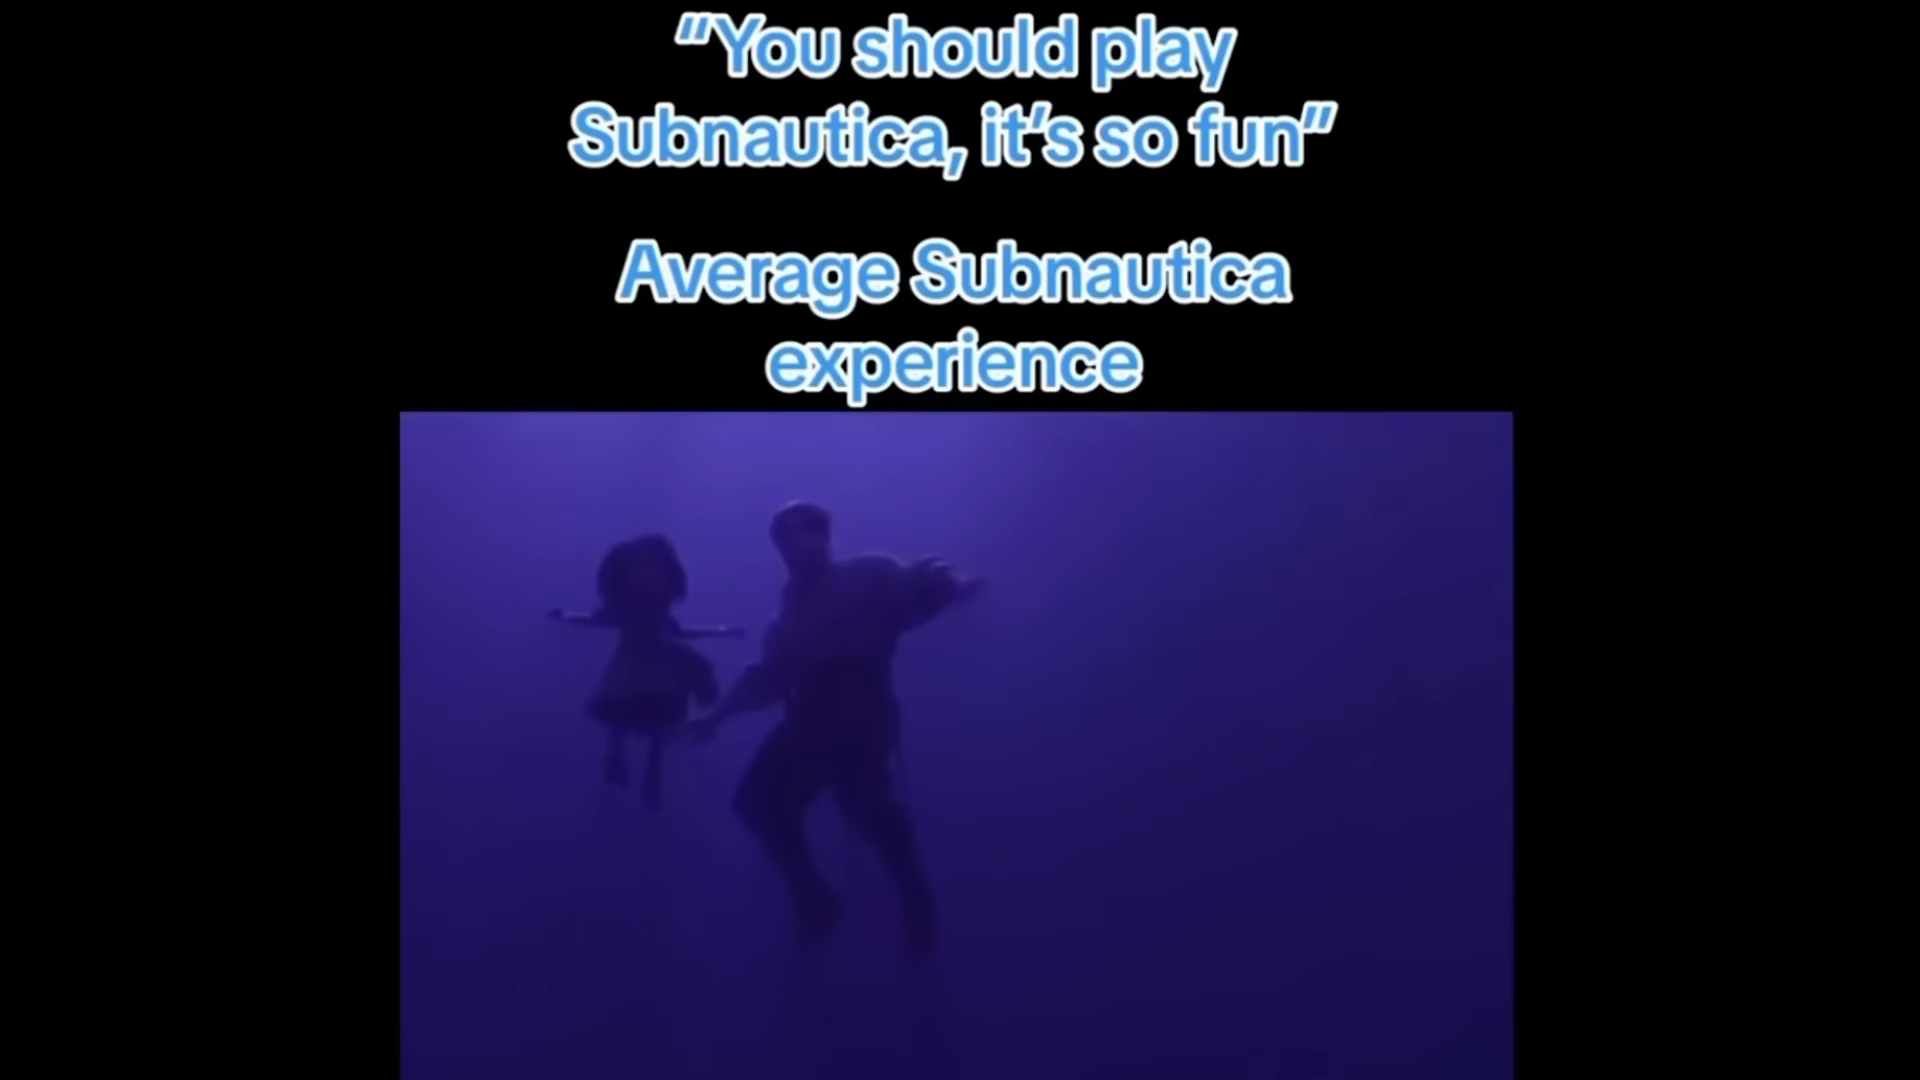 “You should play
Subnautica, it’s so fun”
Average Subnautica
experience